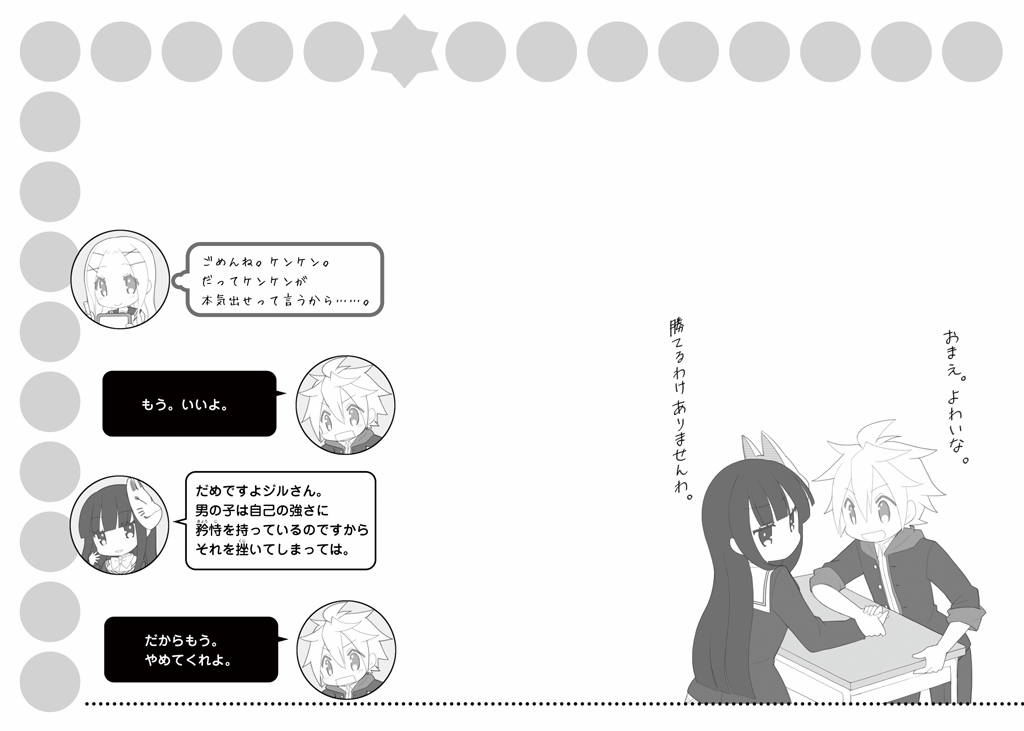 ごめんね。ケンケン。
だってケンケンが
本気出せって言うから……。
もう。いいよ。
だめですよジルさん。
男の子は自己の強さに
矜恃を持っているのですから
それを挫いてしまっては。
だからもう。
やめてくれよ。
おまえ。よわいな。
勝てるわけありませんわ。